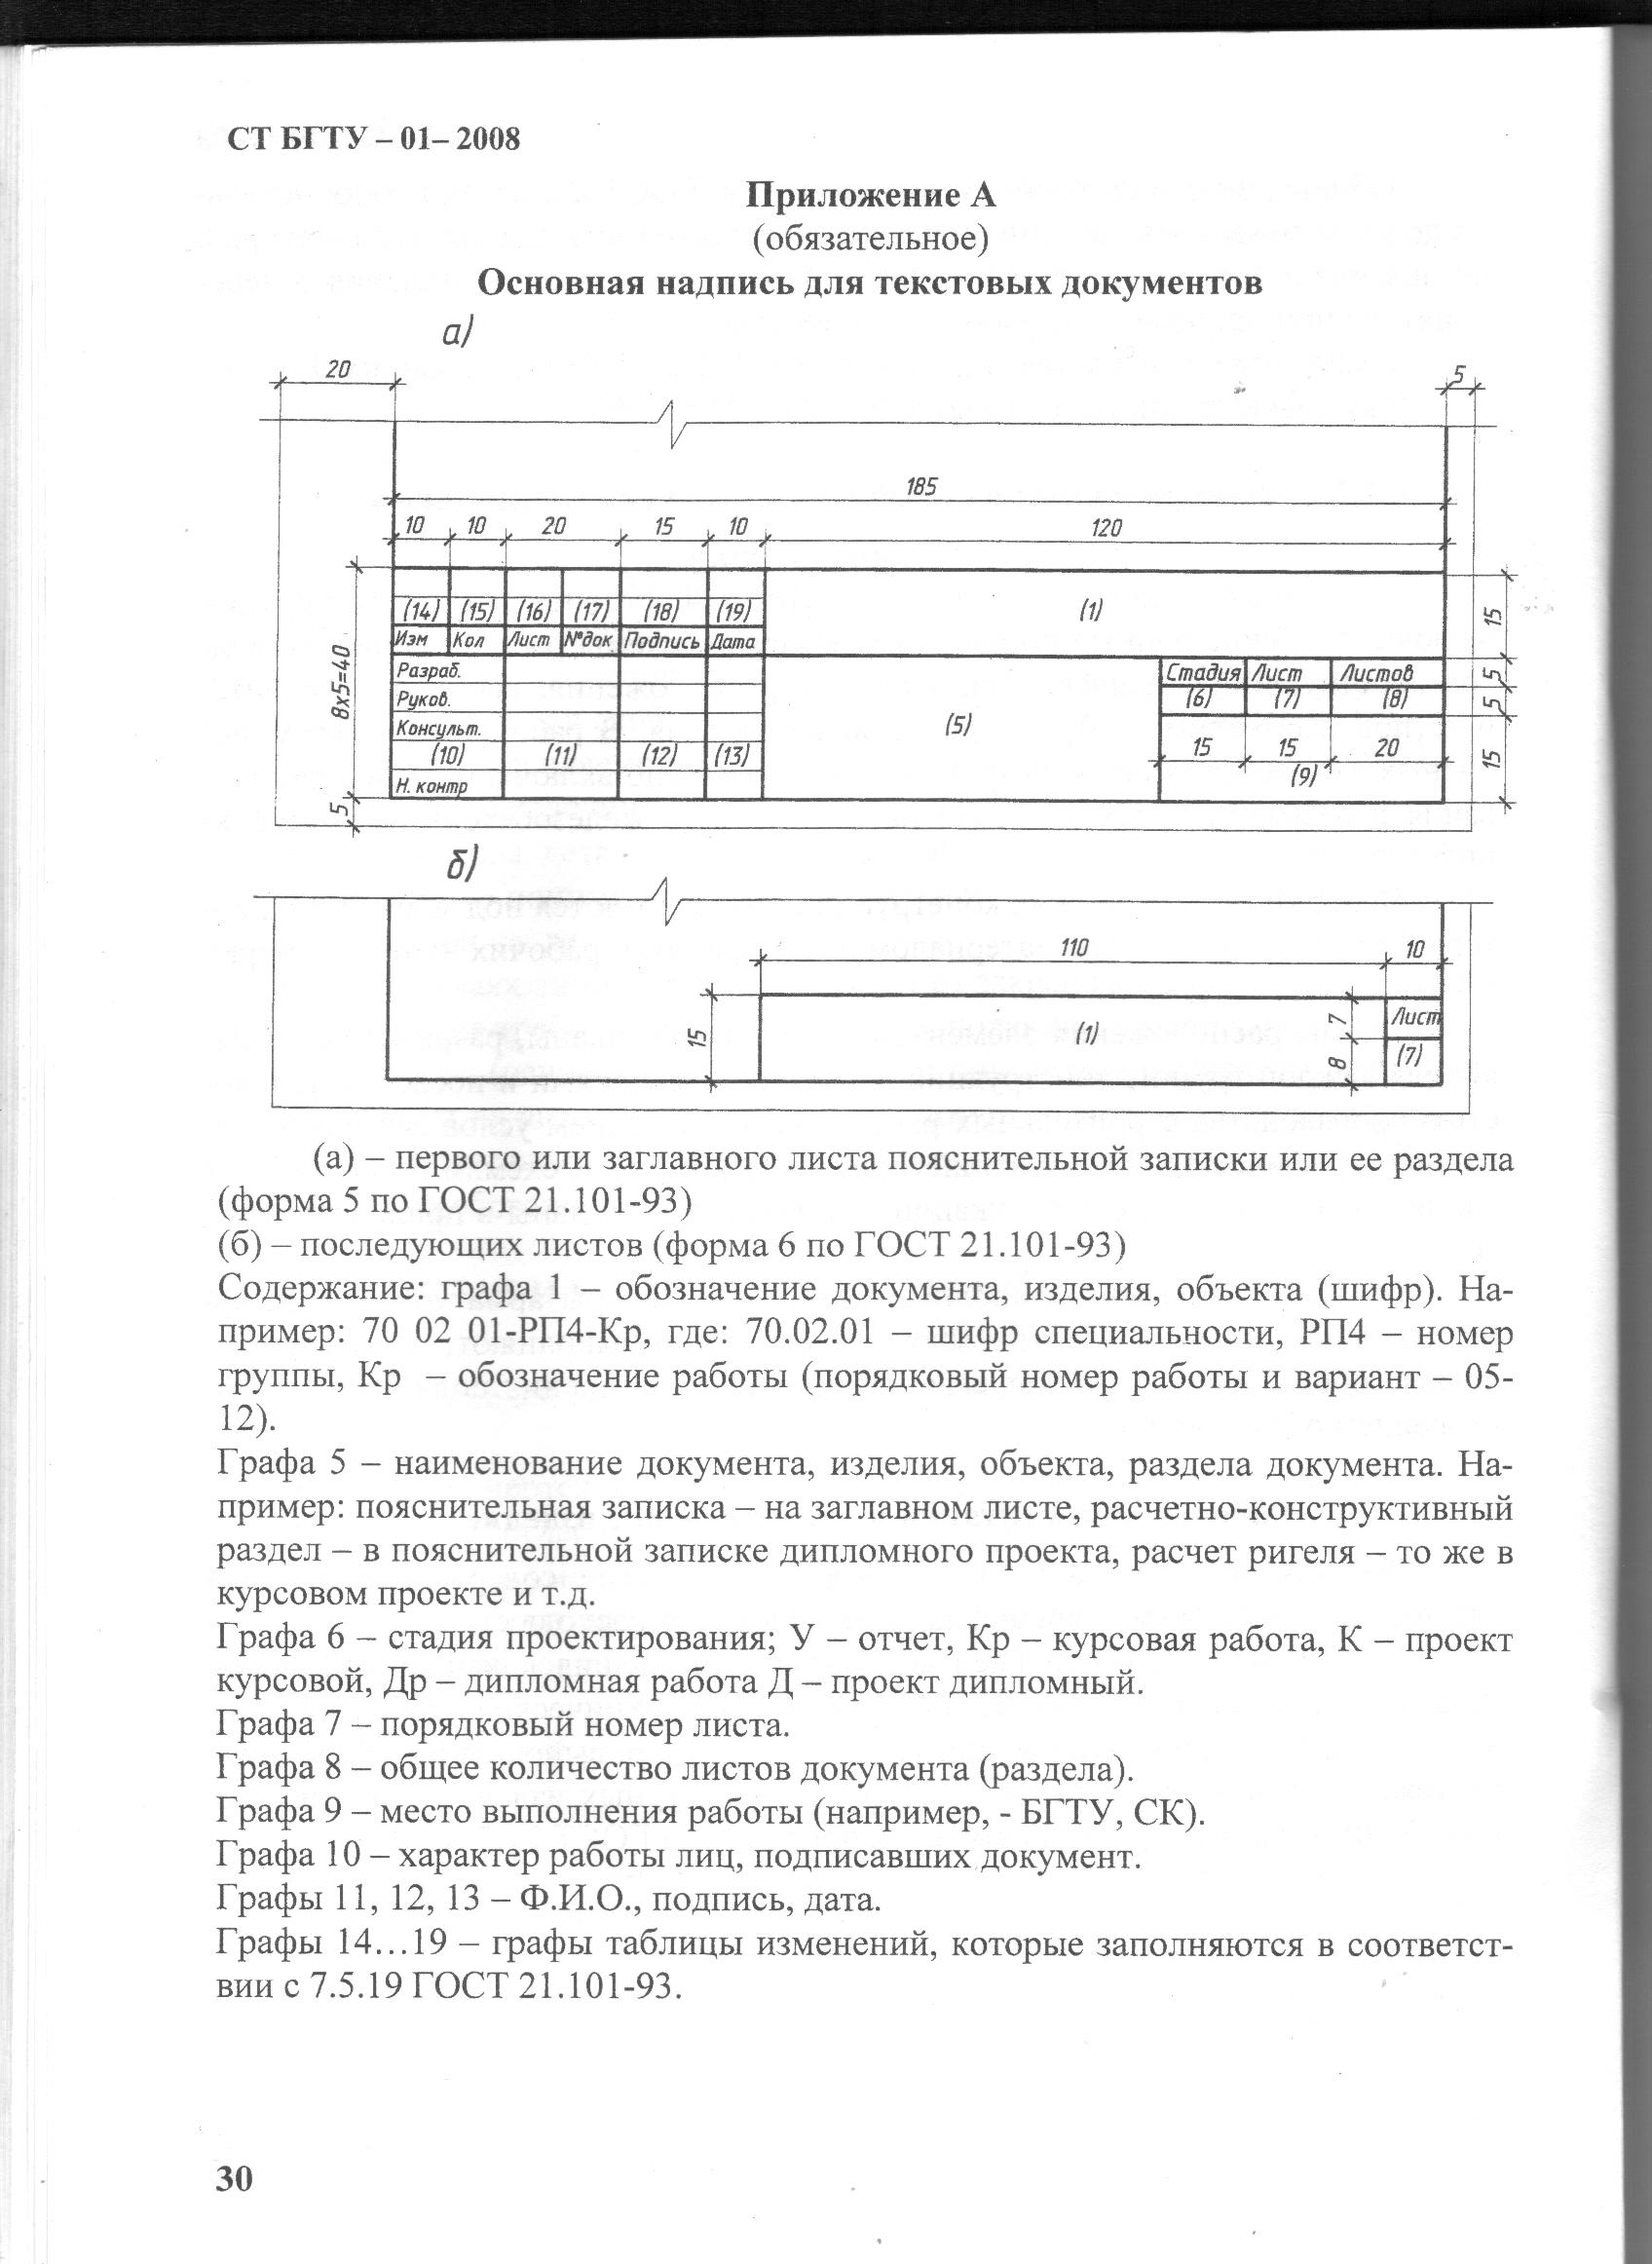 СТ БГТУ – 01– 2008
Приложение А
(обязательное)
Основная надпись для текстовых документов
а)
20
5
185
10 10 20 15 10 120
(14) (15) (16) (17) (18) (19) (1)
Изм Кол Лист №док Подпись Дата
15
Разраб.
Стадия Лист Листов
5
Руков.
(6) (7) (8)
5
Консульт.
(5)
(10) (11) (12) (13)
15 15 20
(9)
15
Н. контр
8x5=40
5
б)
110 10
15
(1)
7
Лист
8
(7)
(а) – первого или заглавного листа пояснительной записки или ее раздела
(форма 5 по ГОСТ 21.101-93)
(б) – последующих листов (форма 6 по ГОСТ 21.101-93)
Содержание: графа 1 – обозначение документа, изделия, объекта (шифр). На-
пример: 70 02 01-РП4-Кр, где: 70.02.01 – шифр специальности, РП4 – номер
группы, Кр – обозначение работы (порядковый номер работы и вариант – 05-
12).
Графа 5 – наименование документа, изделия, объекта, раздела документа. На-
пример: пояснительная записка – на заглавном листе, расчетно-конструктивный
раздел – в пояснительной записке дипломного проекта, расчет ригеля – то же в
курсовом проекте и т.д.
Графа 6 – стадия проектирования; У – отчет, Кр – курсовая работа, К – проект
курсовой, Др – дипломная работа Д – проект дипломный.
Графа 7 – порядковый номер листа.
Графа 8 – общее количество листов документа (раздела).
Графа 9 – место выполнения работы (например, - БГТУ, СК).
Графа 10 – характер работы лиц, подписавших документ.
Графы 11, 12, 13 – Ф.И.О., подпись, дата.
Графы 14...19 – графы таблицы изменений, которые заполняются в соответст-
вии с 7.5.19 ГОСТ 21.101-93.
30